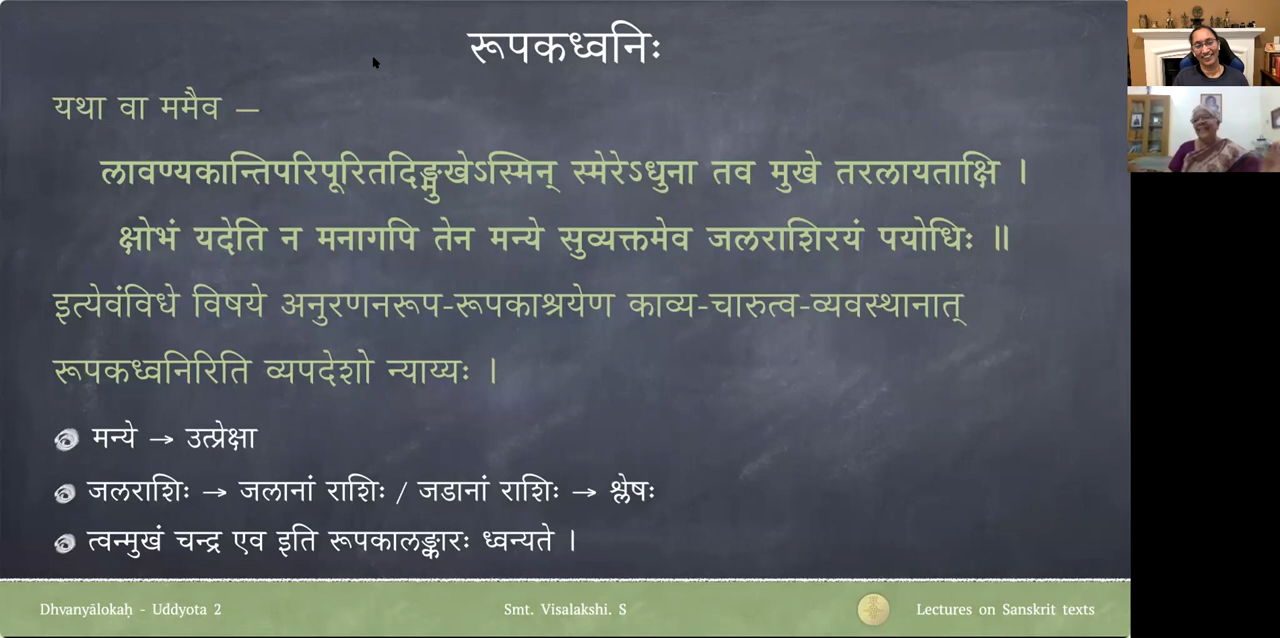 रूपकध्वनिः
यथा वा ममैव –
लावण्यकान्तिपरिपूरितदिङ्मुखेऽस्मिन् स्मेरेऽधुना तव मुखे तरलायताक्षि ।
क्षोभं यदेति न मनागपि तेन मन्ये सुव्यक्तमेव जलराशिरयं पयोधिः ॥
इत्येवंविधे विषये अनुरणनरूप-रूपकाश्रयेण काव्य-चारुत्व-व्यवस्थानात्
रूपकध्वनिरिति व्यपदेशो न्याय्यः ।
मन्ये → उत्प्रेक्षा
जलराशिः → जलानां राशिः / जडानां राशिः → श्लेषः
त्वन्मुखं चन्द्र एव इति रूपकालङ्कारः ध्वन्यते ।
Dhvanyālokaḥ - Uddyota 2 Smt. Visalakshi. S Lectures on Sanskrit texts